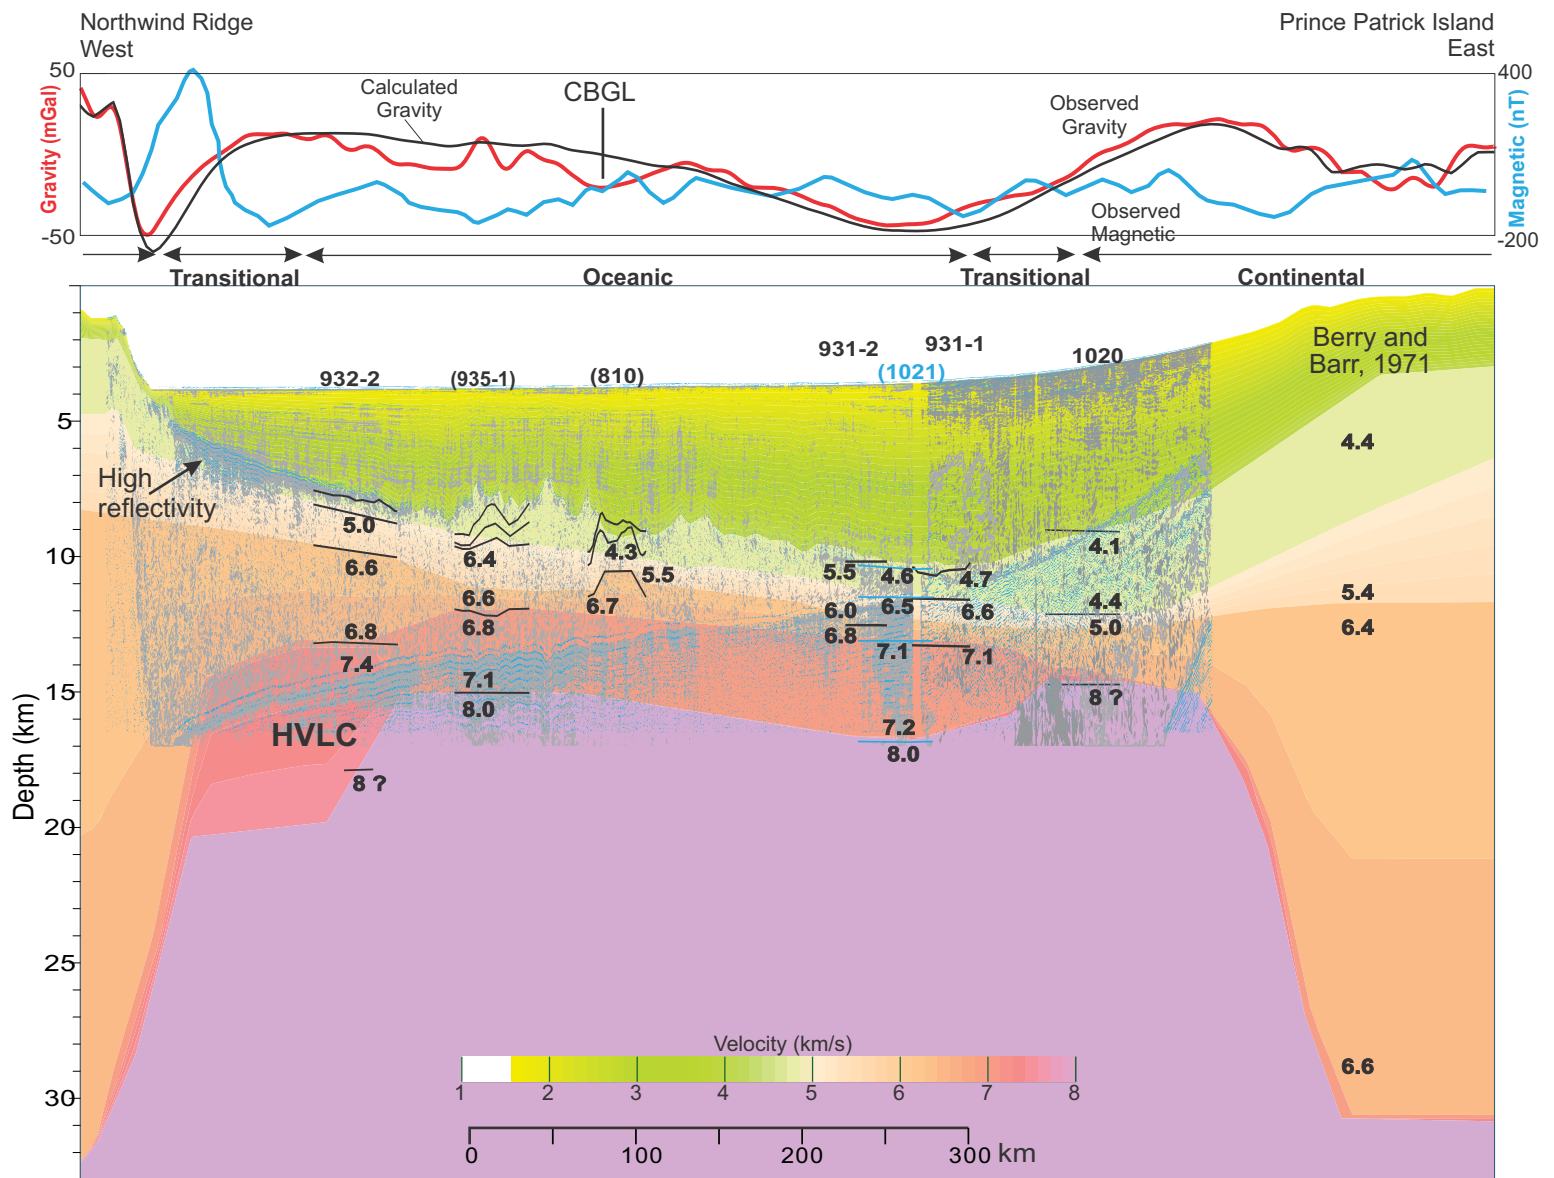 Northwind Ridge
West
Prince Patrick Island
East
50
-50
Gravity (mGal)
400
-200
Magnetic (nT)
Calculated
Gravity
CBGL
Observed
Gravity
Observed
Magnetic
Transitional
Oceanic
Transitional
Continental
932-2
(935-1)
(810)
931-2
(1021)
931-1
1020
Berry and
Barr, 1971
High
reflectivity
5.0
6.6
6.8
7.4
HVLC
8 ?
6.4
6.6
6.8
7.1
8.0
4.3
5.5
6.7
5.5
6.0
6.8
4.6
6.5
7.1
7.2
8.0
4.7
6.6
7.1
4.1
4.4
5.0
8 ?
4.4
5.4
6.4
6.6
Depth (km)
5
10
15
20
25
30
Velocity (km/s)
1 2 3 4 5 6 7 8
0 100 200 300 km